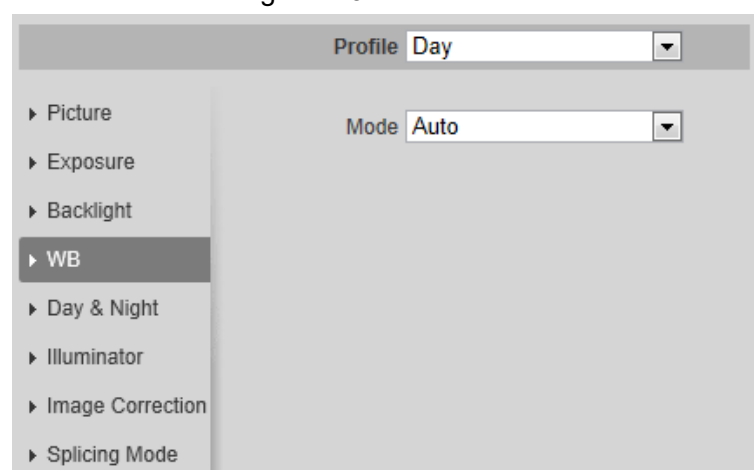 Profile Day
Picture
Mode Auto
Exposure
Backlight
WB
Day & Night
Illuminator
Image Correction
Splicing Mode